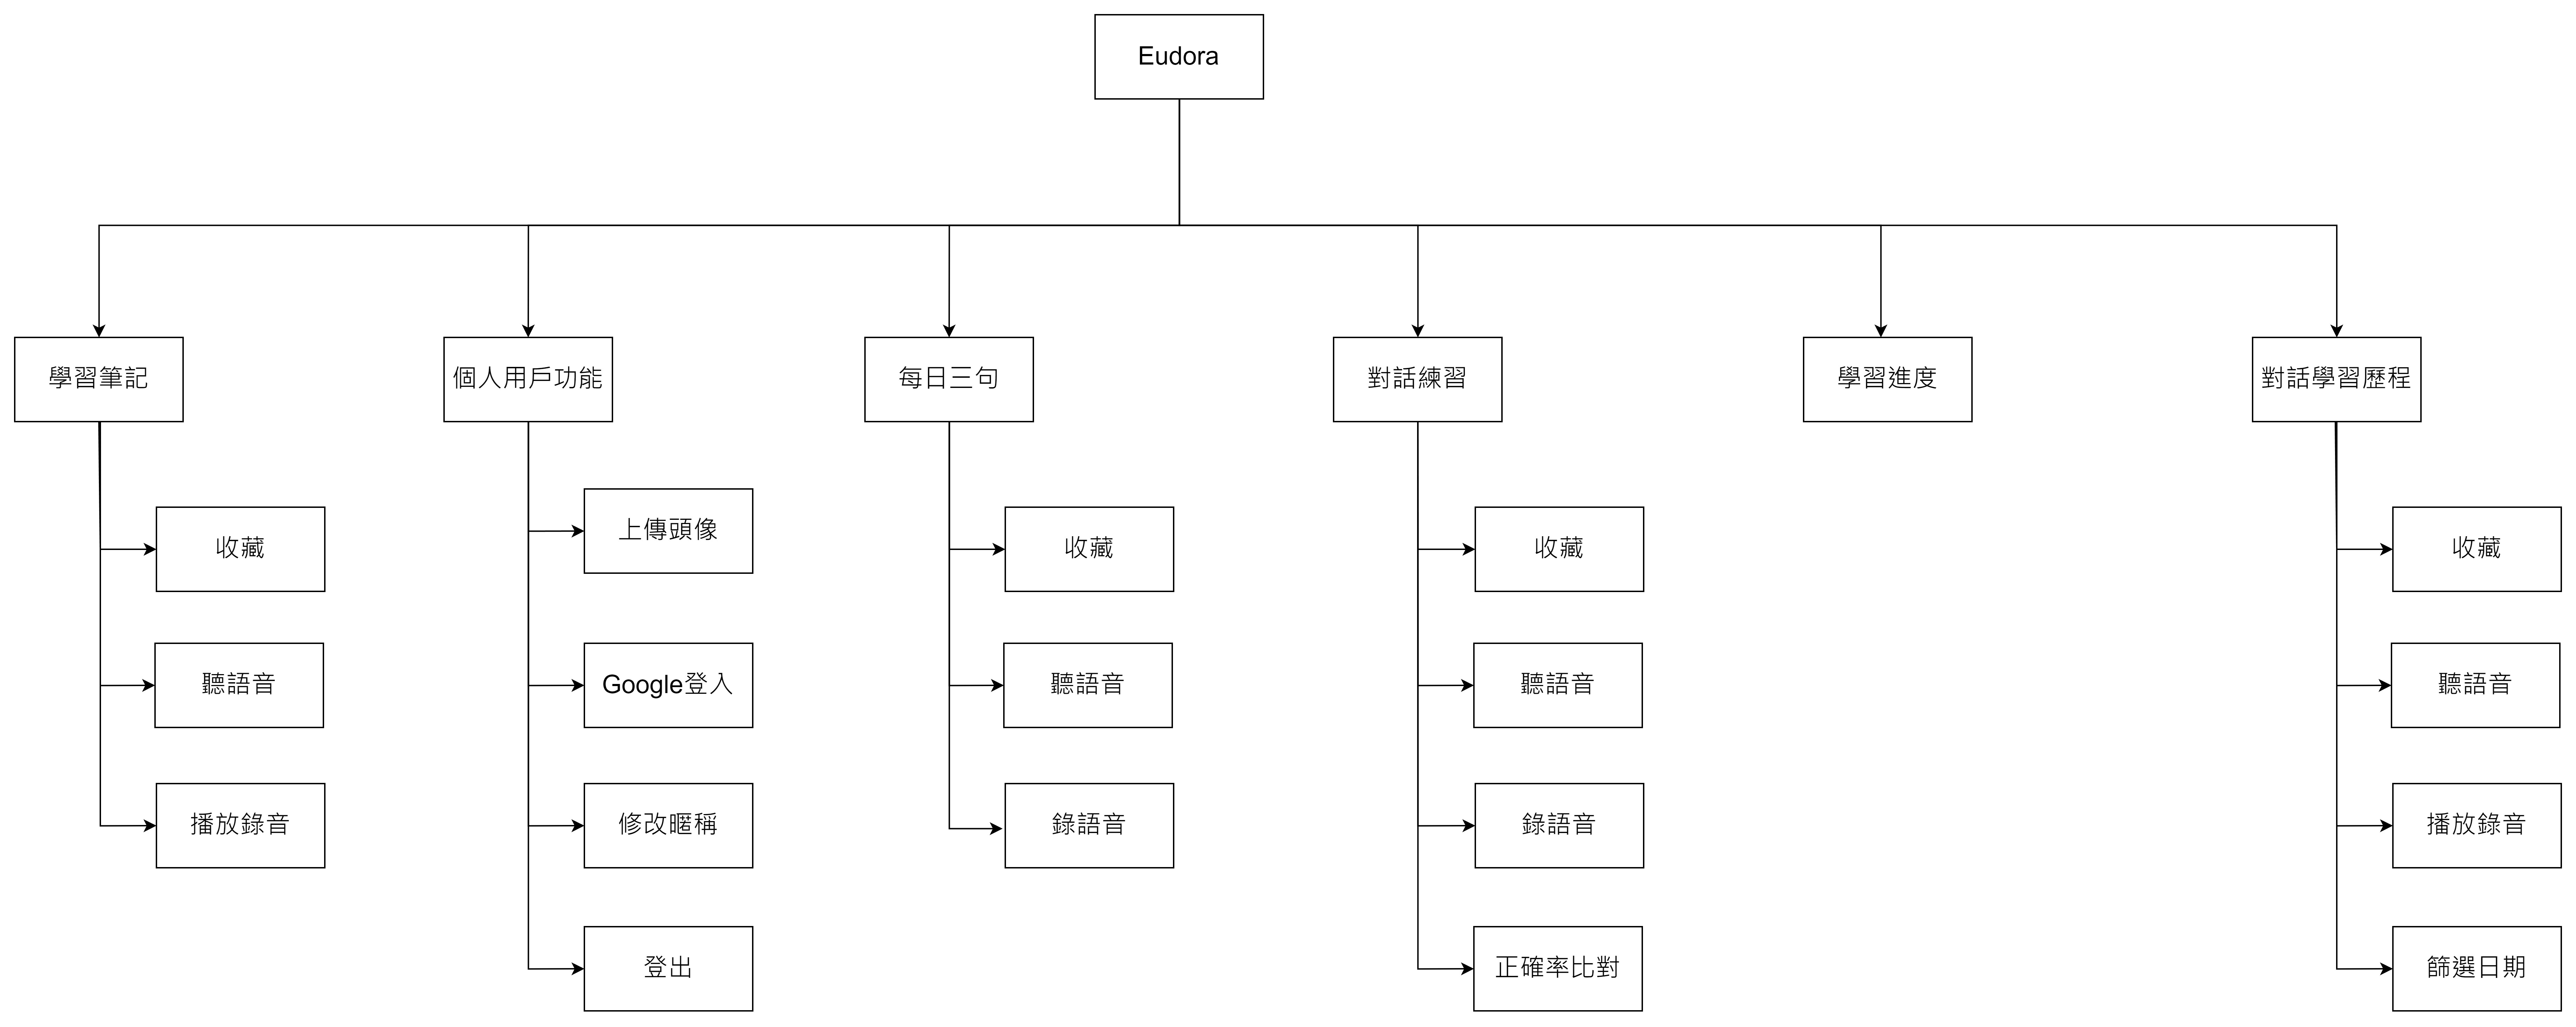 Eudora
學習筆記
個人用戶功能
每日三句
對話練習
學習進度
對話學習歷程
上傳頭像
收藏
收藏
收藏
收藏
聽語音
Google登入
聽語音
聽語音
聽語音
播放錄音
修改暱稱
錄語音
錄語音
播放錄音
登出
正確率比對
篩選日期